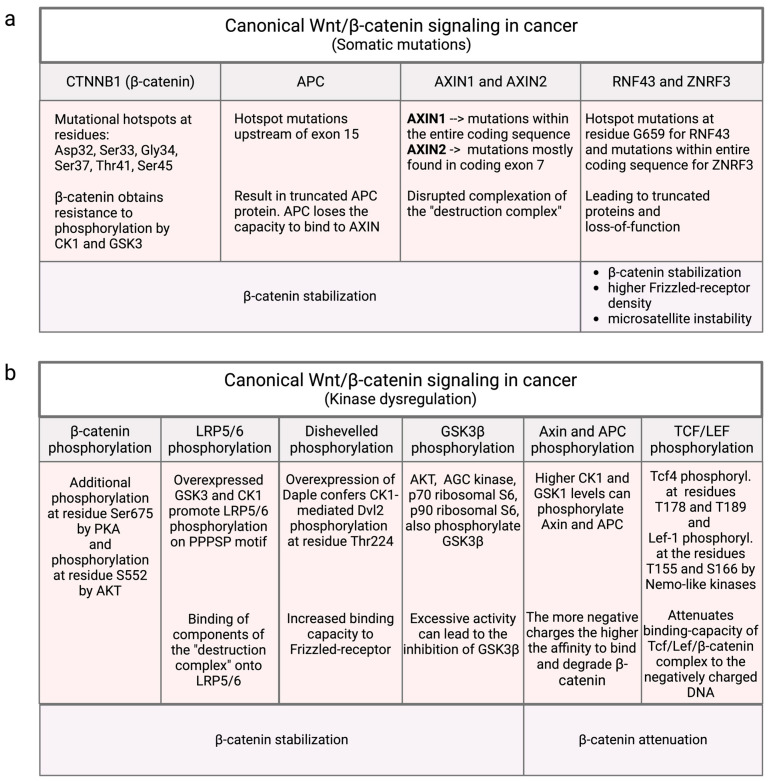 a
Canonical Wnt/β-catenin signaling in cancer
(Somatic mutations)
CTNNB1 (β-catenin)
APC
AXIN1 and AXIN2
RNF43 and ZNRF3
Mutational hotspots at
residues:
Asp32, Ser33, Gly34,
Ser37, Thr41, Ser45
β-catenin obtains
resistance to
phosphorylation by
CK1 and GSK3
Hotspot mutations
upstream of exon 15
Result in truncated APC
protein. APC loses the
capacity to bind to AXIN
AXIN1 --> mutations within
the entire coding sequence
AXIN2 -> mutations mostly
found in coding exon 7
Disrupted complexation of
the "destruction complex"
Hotspot mutations at
residue G659 for RNF43
and mutations within entire
coding sequence for ZNRF3
Leading to truncated
proteins and
loss-of-function
β-catenin stabilization
• β-catenin stabilization
• higher Frizzled-receptor
density
• microsatellite instability
b
Canonical Wnt/β-catenin signaling in cancer
(Kinase dysregulation)
β-catenin
phosphorylation
LRP5/6
phosphorylation
Dishevelled
phosphorylation
GSK3β
phosphorylation
Axin and APC
phosphorylation
TCF/LEF
phosphorylation
Additional
phosphorylation
at residue Ser675
by PKA
and
phosphorylation
at residue S552
by AKT
Overexpressed
GSK3 and CK1
promote LRP5/6
phosphorylation
on PPPSP motif
Binding of
components of
the "destruction
complex" onto
LRP5/6
Overexpression of
Daple confers CK1-
mediated Dvl2
phosphorylation
at residue Thr224
Increased binding
capacity to
Frizzled-receptor
AKT, AGC kinase,
p70 ribosomal S6,
p90 ribosomal S6,
also phosphorylate
GSK3β
Excessive activity
can lead to the
inhibition of GSK3β
Higher CK1 and
GSK1 levels can
phosphorylate
Axin and APC
The more negative
charges the higher
the affinity to bind
and degrade β-
catenin
Tcf4 phosphoryl.
at residues
T178 and T189
and
Lef-1 phosphoryl.
at the residues
T155 and S166 by
Nemo-like kinases
Attenuates
binding-capacity of
Tcf/Lef/β-catenin
complex to the
negatively charged
DNA
β-catenin stabilization
β-catenin attenuation